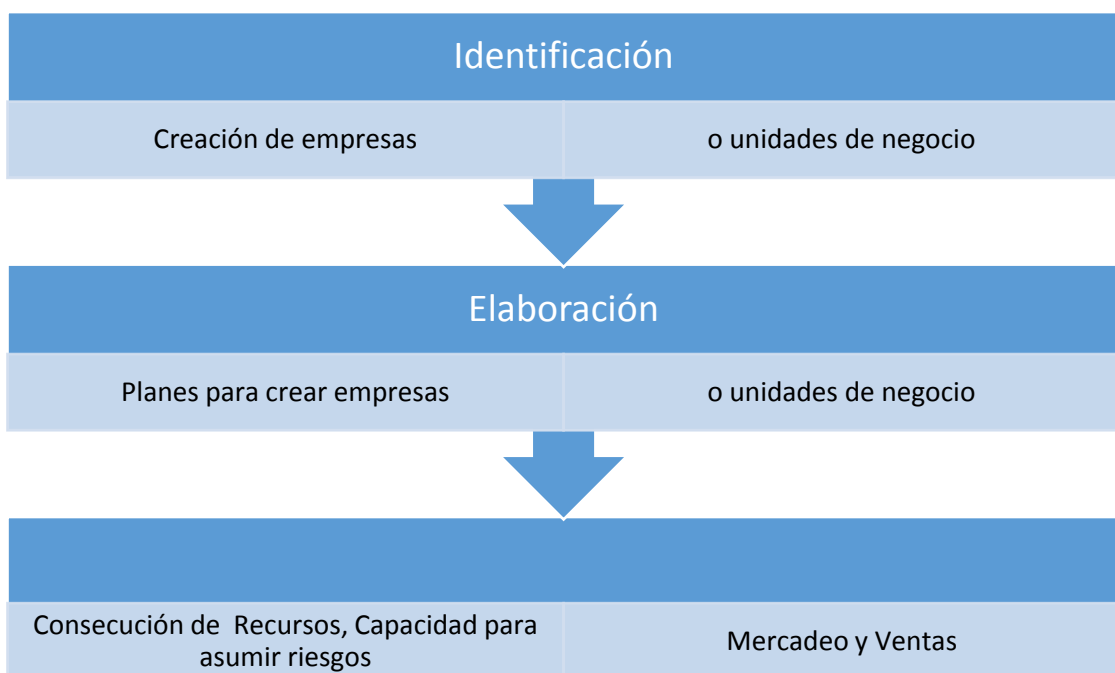 Identificación
Creación de empresas
o unidades de negocio
Elaboración
Planes para crear empresas
o unidades de negocio
Consecución de Recursos, Capacidad para
asumir riesgos
Mercadeo y Ventas